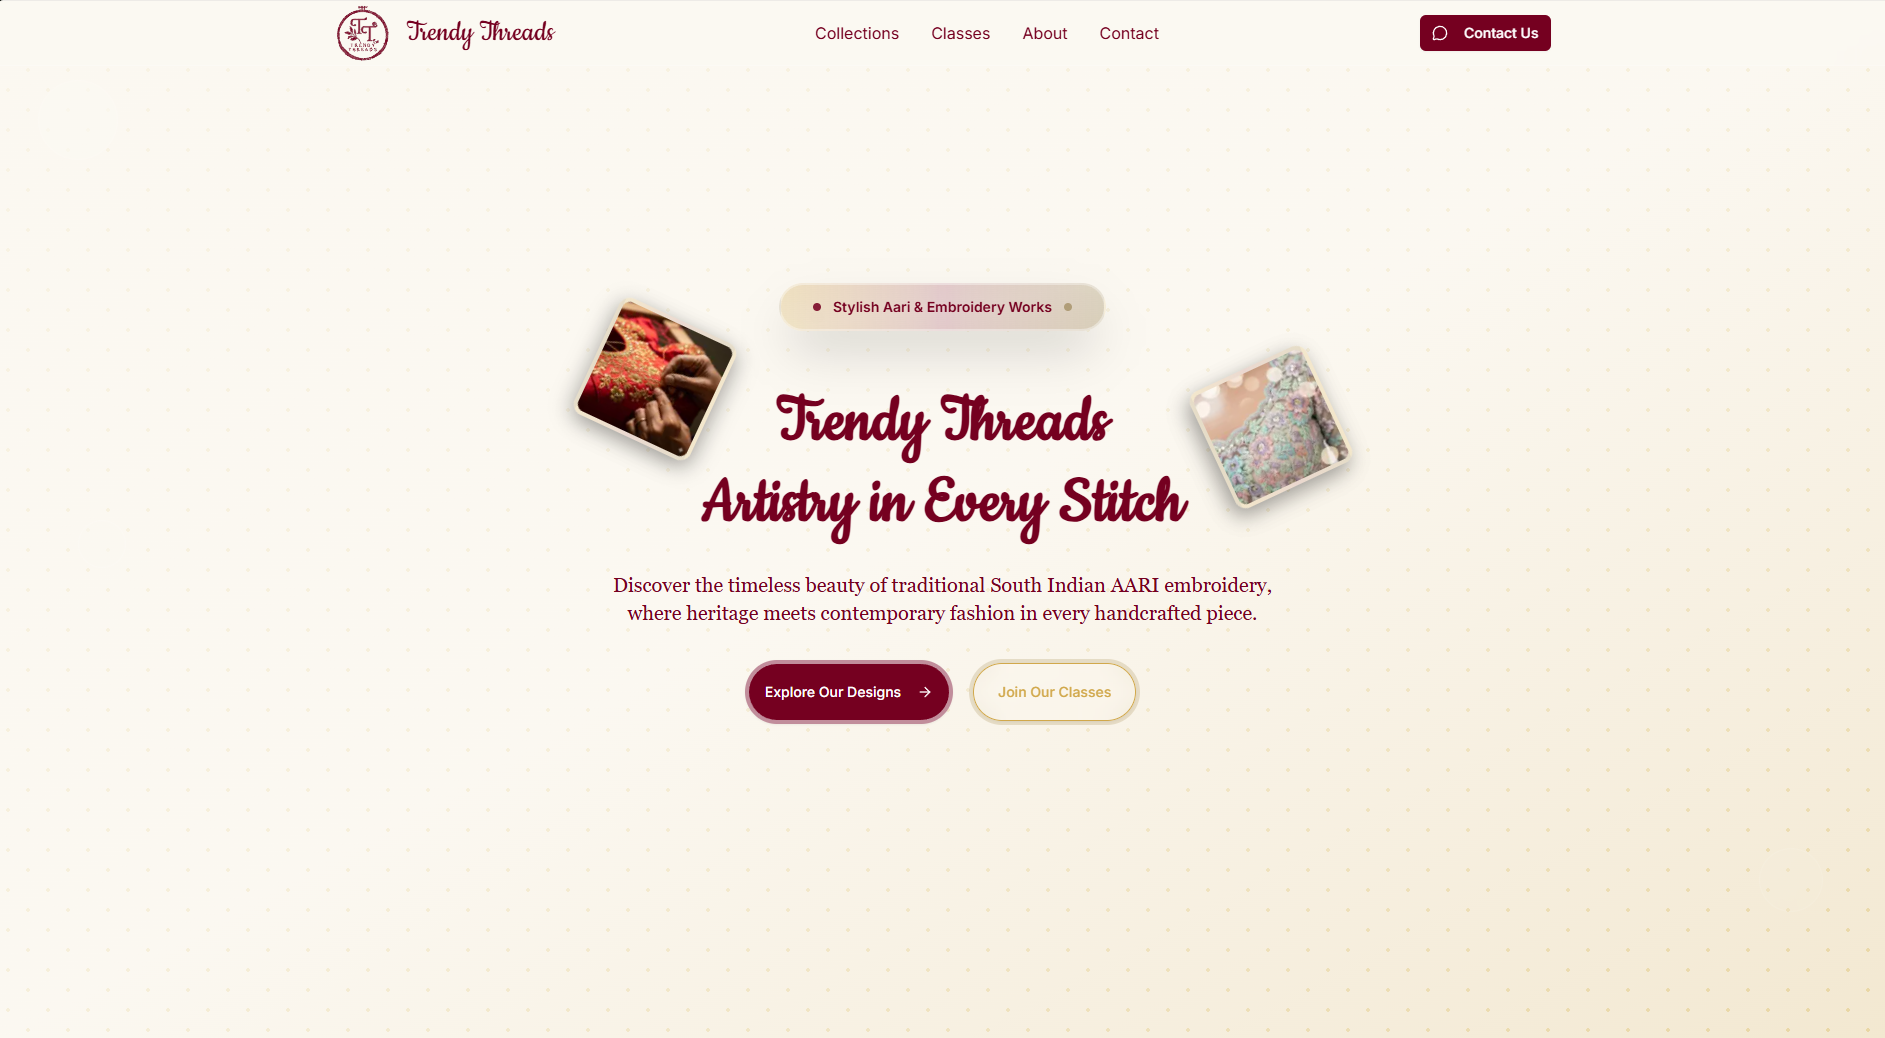 TT
TRENDY
THREADS
Trendy Threads
Collections
Classes
About
Contact
Contact Us
Stylish Aari & Embroidery Works
Trendy Threads
Artistry in Every Stitch
Discover the timeless beauty of traditional South Indian AARI embroidery,
where heritage meets contemporary fashion in every handcrafted piece.
Explore Our Designs →
Join Our Classes